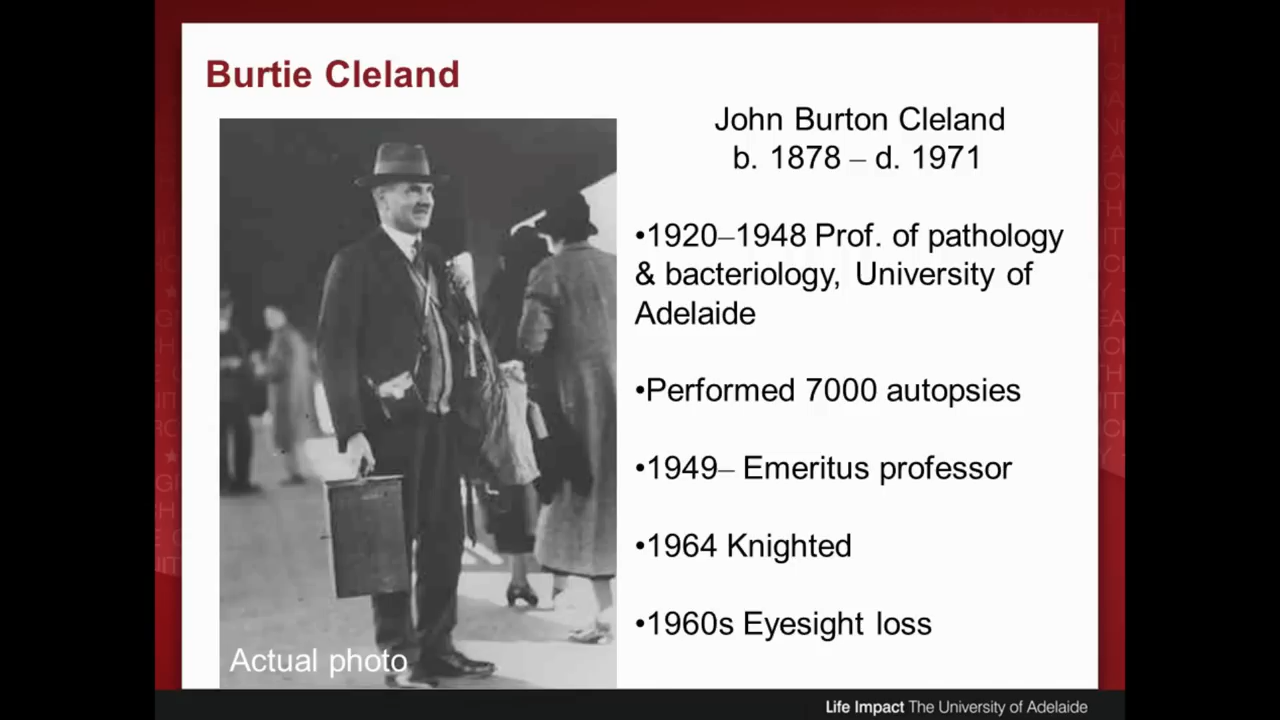 Burtie Cleland
John Burton Cleland
b. 1878 – d. 1971
•1920–1948 Prof. of pathology
& bacteriology, University of
Adelaide
•Performed 7000 autopsies
•1949– Emeritus professor
•1964 Knighted
•1960s Eyesight loss
Actual photo
Life Impact The University of Adelaide